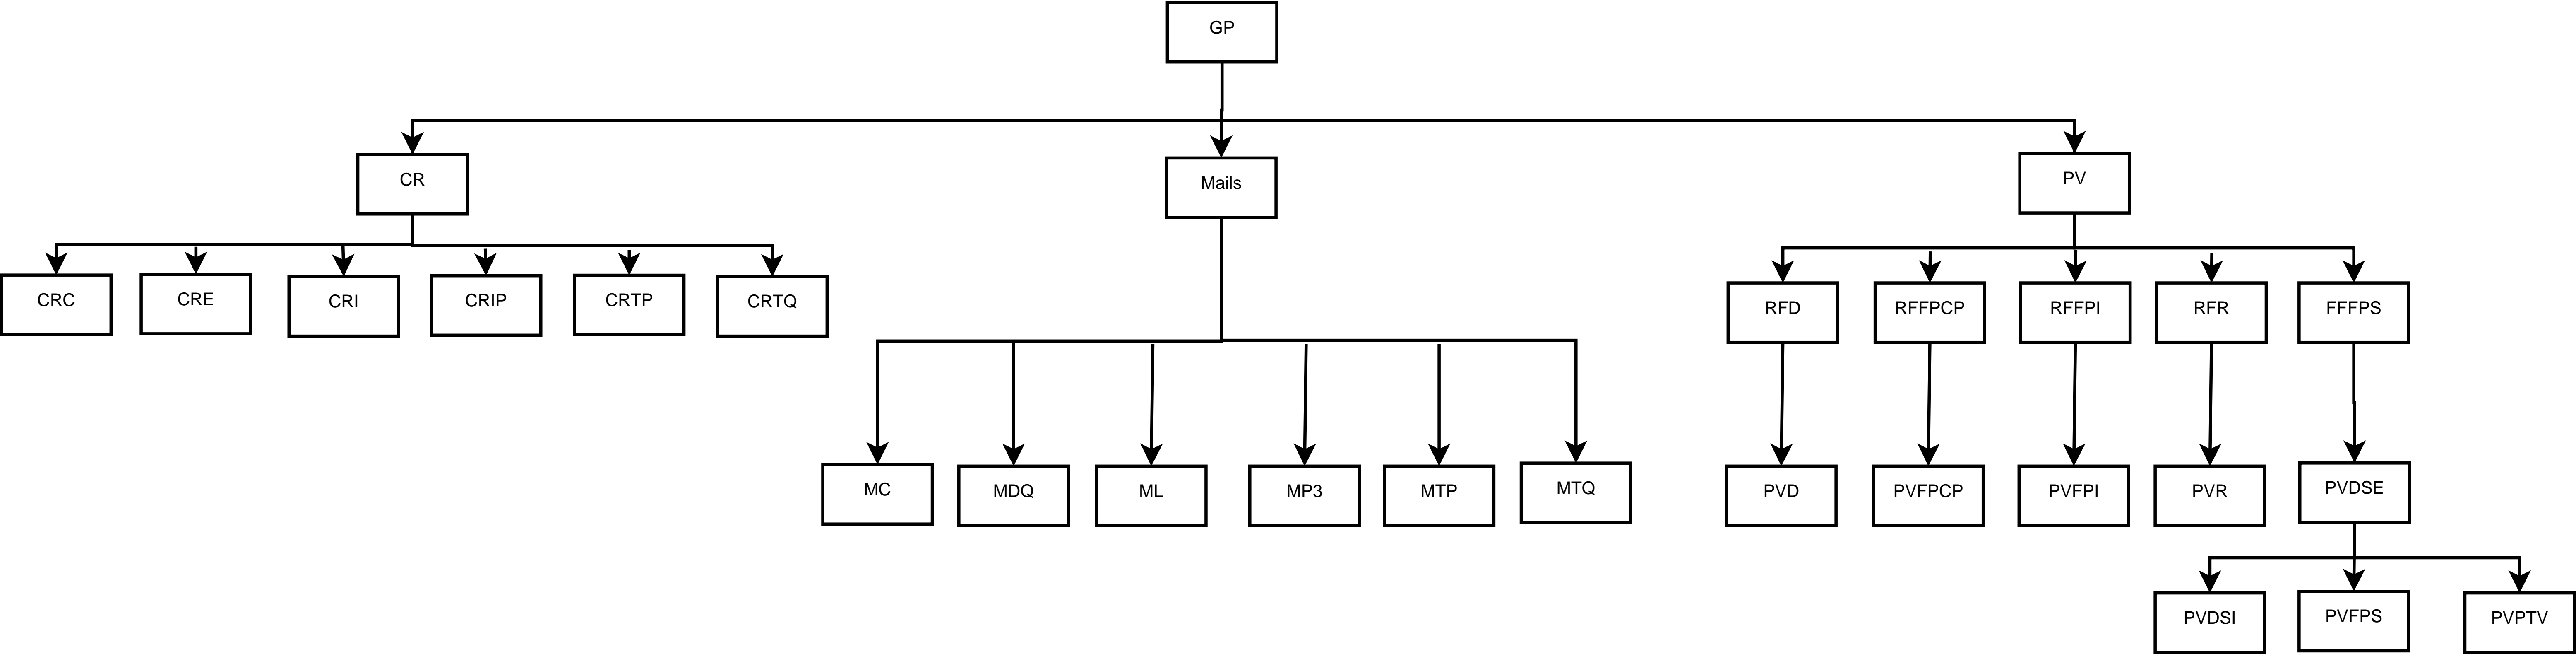 GP
CR
Mails
PV
CRC
CRE
CRI
CRIP
CRTP
CRTQ
RFD
RFFPCP
RFFPI
RFR
FFFPS
MC
MDQ
ML
MP3
MTP
MTQ
PVD
PVFPCP
PVFPI
PVR
PVDSE
PVDSI
PVFPS
PVPTV